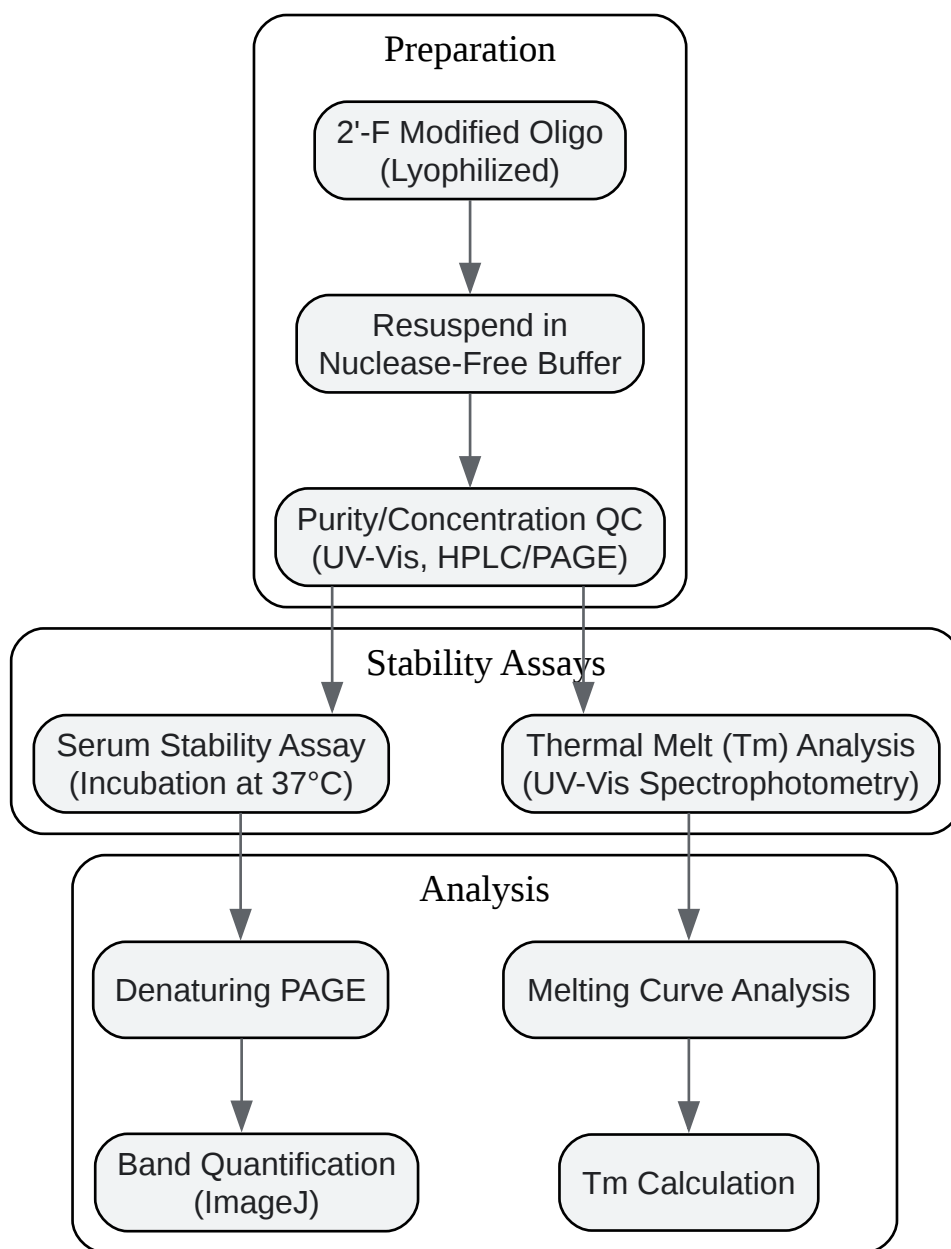 Preparation
2'-F Modified Oligo
(Lyophilized)
Resuspend in
Nuclease-Free Buffer
Purity/Concentration QC
(UV-Vis, HPLC/PAGE)
Stability Assays
Serum Stability Assay
(Incubation at 37°C)
Thermal Melt (Tm) Analysis
(UV-Vis Spectrophotometry)
Analysis
Denaturing PAGE
Melting Curve Analysis
Band Quantification
(ImageJ)
Tm Calculation